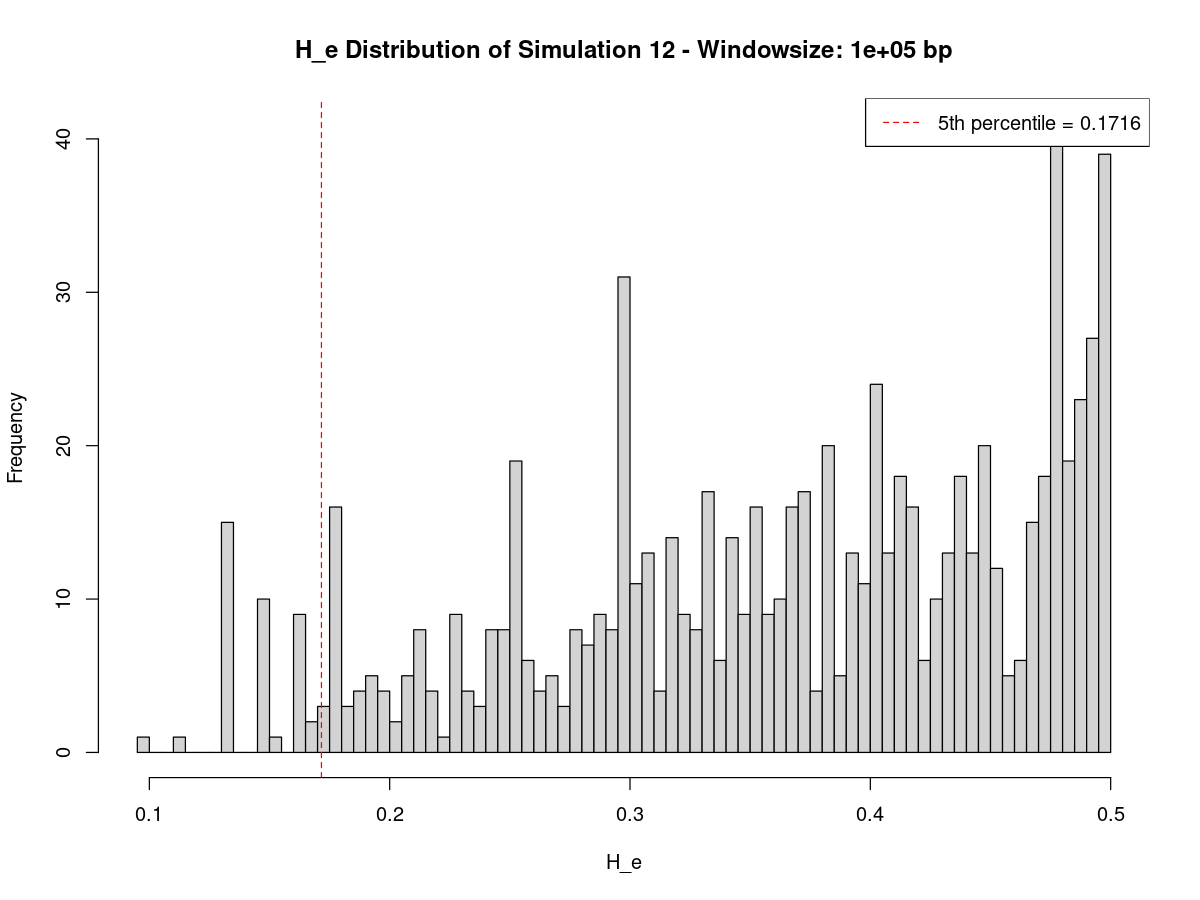 H_e Distribution of Simulation 12 - Windowsize: 1e+05 bp
5th percentile = 0.1716
Frequency
40
30
20
10
0
0.1 0.2 0.3 0.4 0.5
H_e